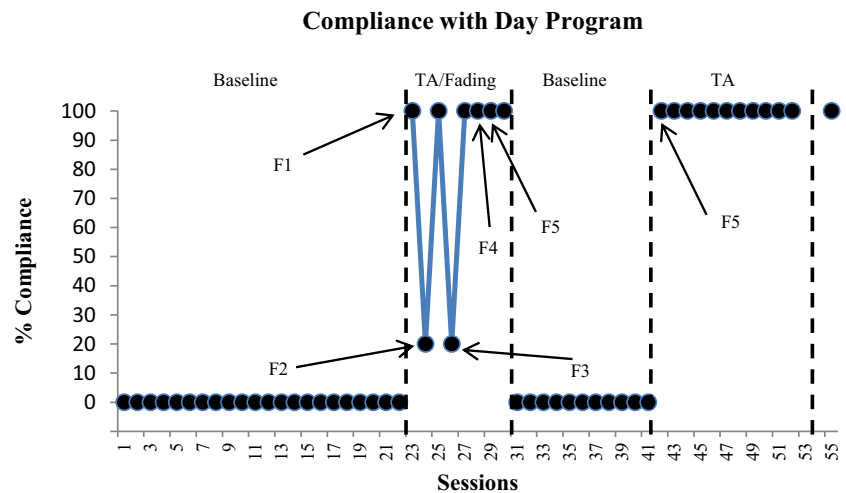 Compliance with Day Program
Baseline TA/Fading Baseline TA
% Compliance
100
90
80
70
60
50
40
30
20
10
0
F1
F2
F3
F4
F5
F5
1 3 5 7 9 11 13 15 17 19 21 23 25 27 29 31 33 35 37 39 41 43 45 47 49 51 53 55
Sessions